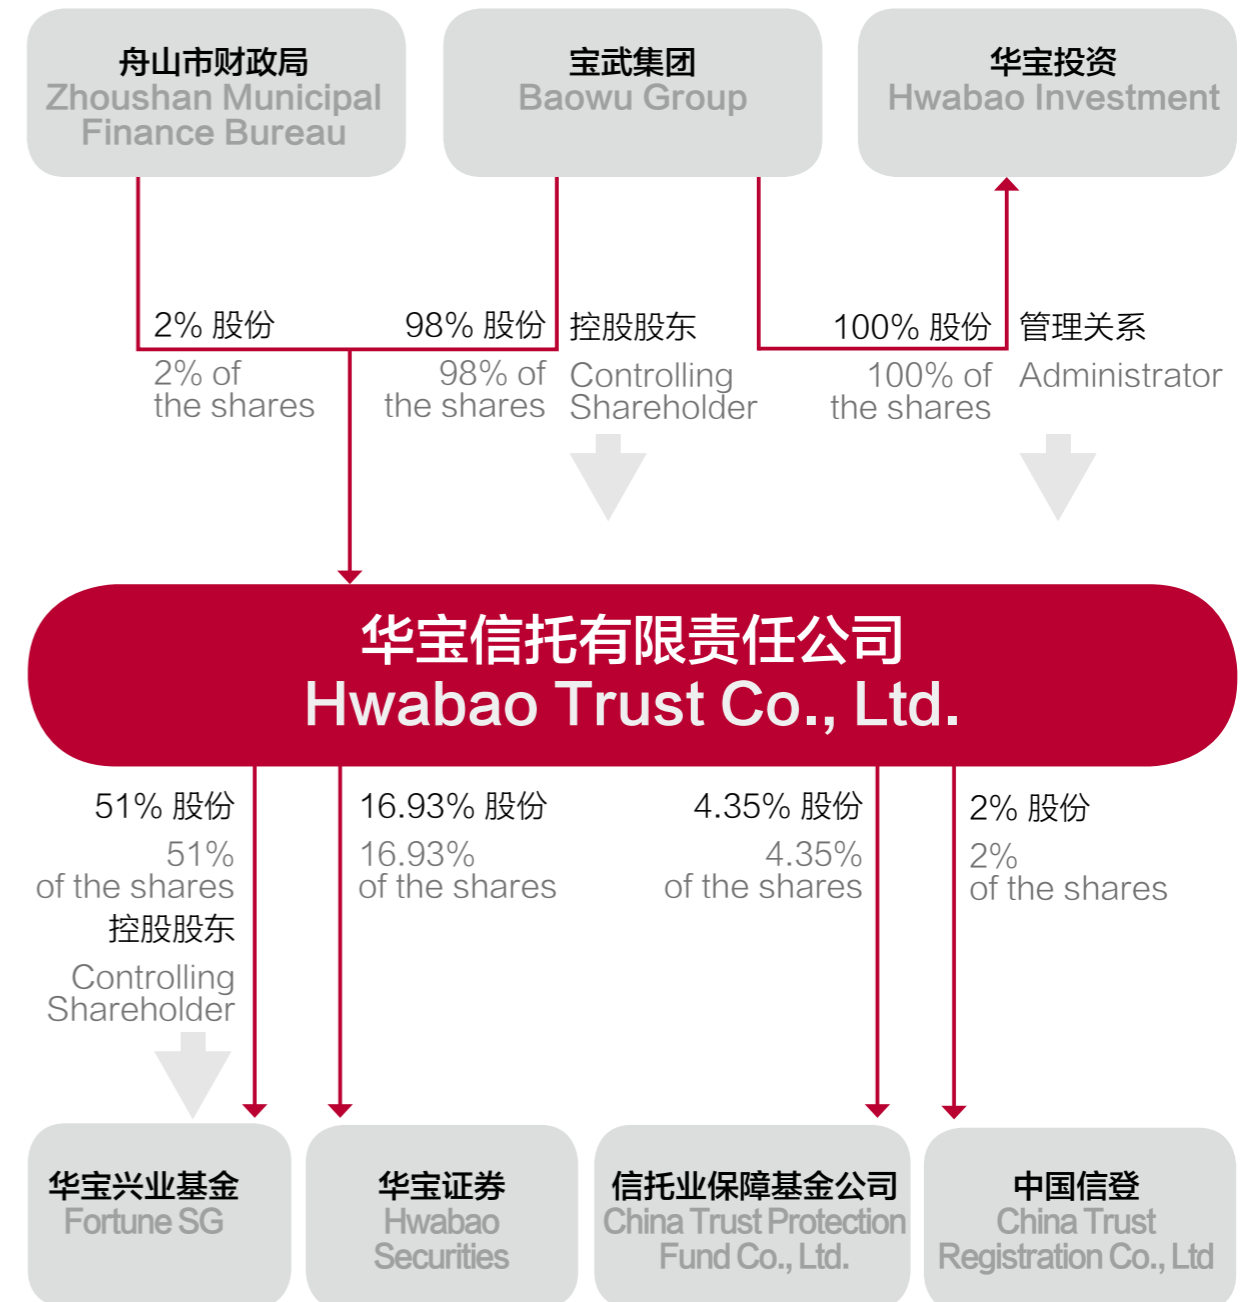 舟山市财政局
Zhoushan Municipal
Finance Bureau
宝武集团
Baowu Group
华宝投资
Hwabao Investment
2% 股份
2% of
the shares
98% 股份
98% of
the shares
控股股东
Controlling
Shareholder
100% 股份
100% of
the shares
管理关系
Administrator
华宝信托有限责任公司
Hwabao Trust Co., Ltd.
51% 股份
51%
of the shares
控股股东
Controlling
Shareholder
16.93% 股份
16.93%
of the shares
4.35% 股份
4.35%
of the shares
2% 股份
2%
of the shares
华宝兴业基金
Fortune SG
华宝证券
Hwabao
Securities
信托业保障基金公司
China Trust Protection
Fund Co., Ltd.
中国信登
China Trust
Registration Co., Ltd